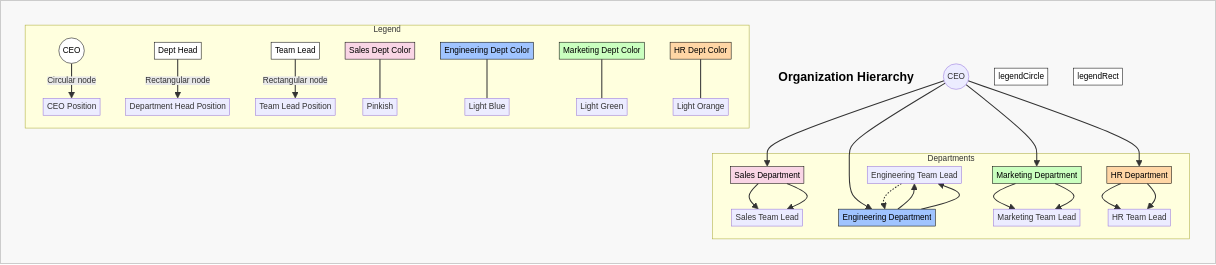 Legend
CEO
Dept Head
Team Lead
Sales Dept Color
Engineering Dept Color
Marketing Dept Color
HR Dept Color
Circular node
Rectangular node
Rectangular node
CEO Position
Department Head Position
Team Lead Position
Pinkish
Light Blue
Light Green
Light Orange
Organization Hierarchy
CEO
legendCircle
legendRect
Departments
Sales Department
Engineering Team Lead
Marketing Department
HR Department
Sales Team Lead
Engineering Department
Marketing Team Lead
HR Team Lead